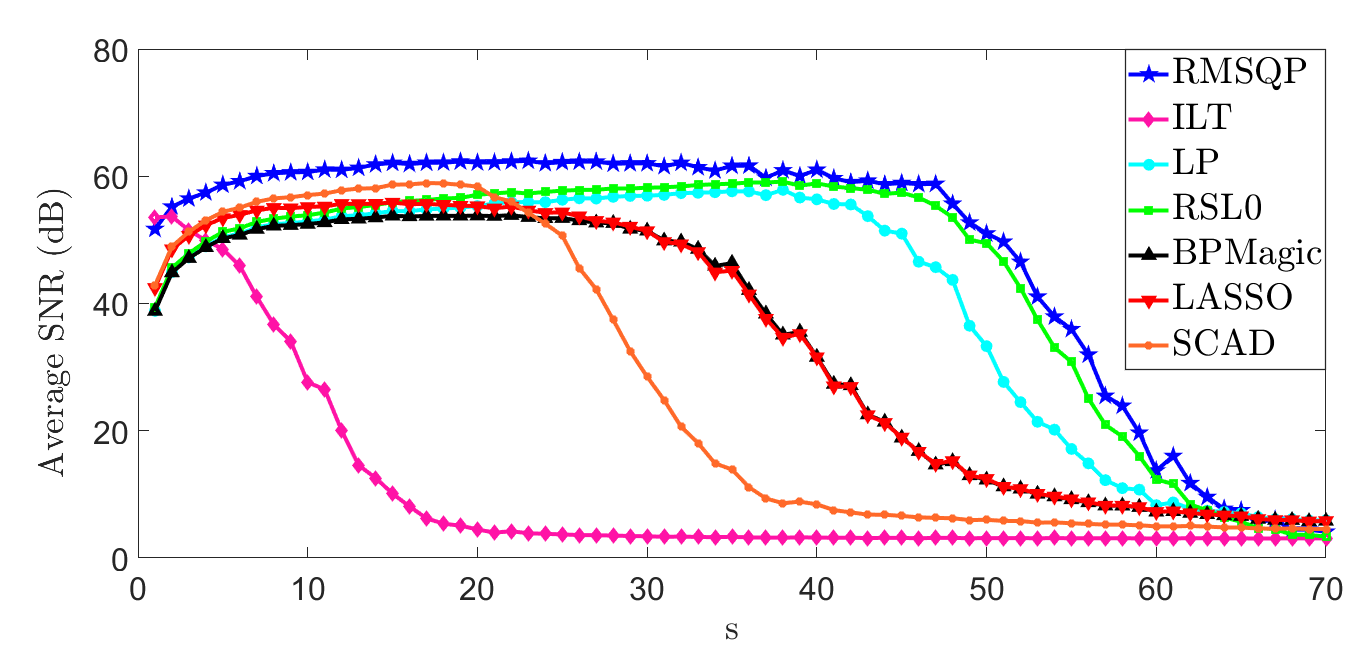 80
60
40
20
0
Average SNR (dB)
0 10 20 30 40 50 60 70
s
RMSQP
ILT
LP
RSL0
BPMagic
LASSO
SCAD